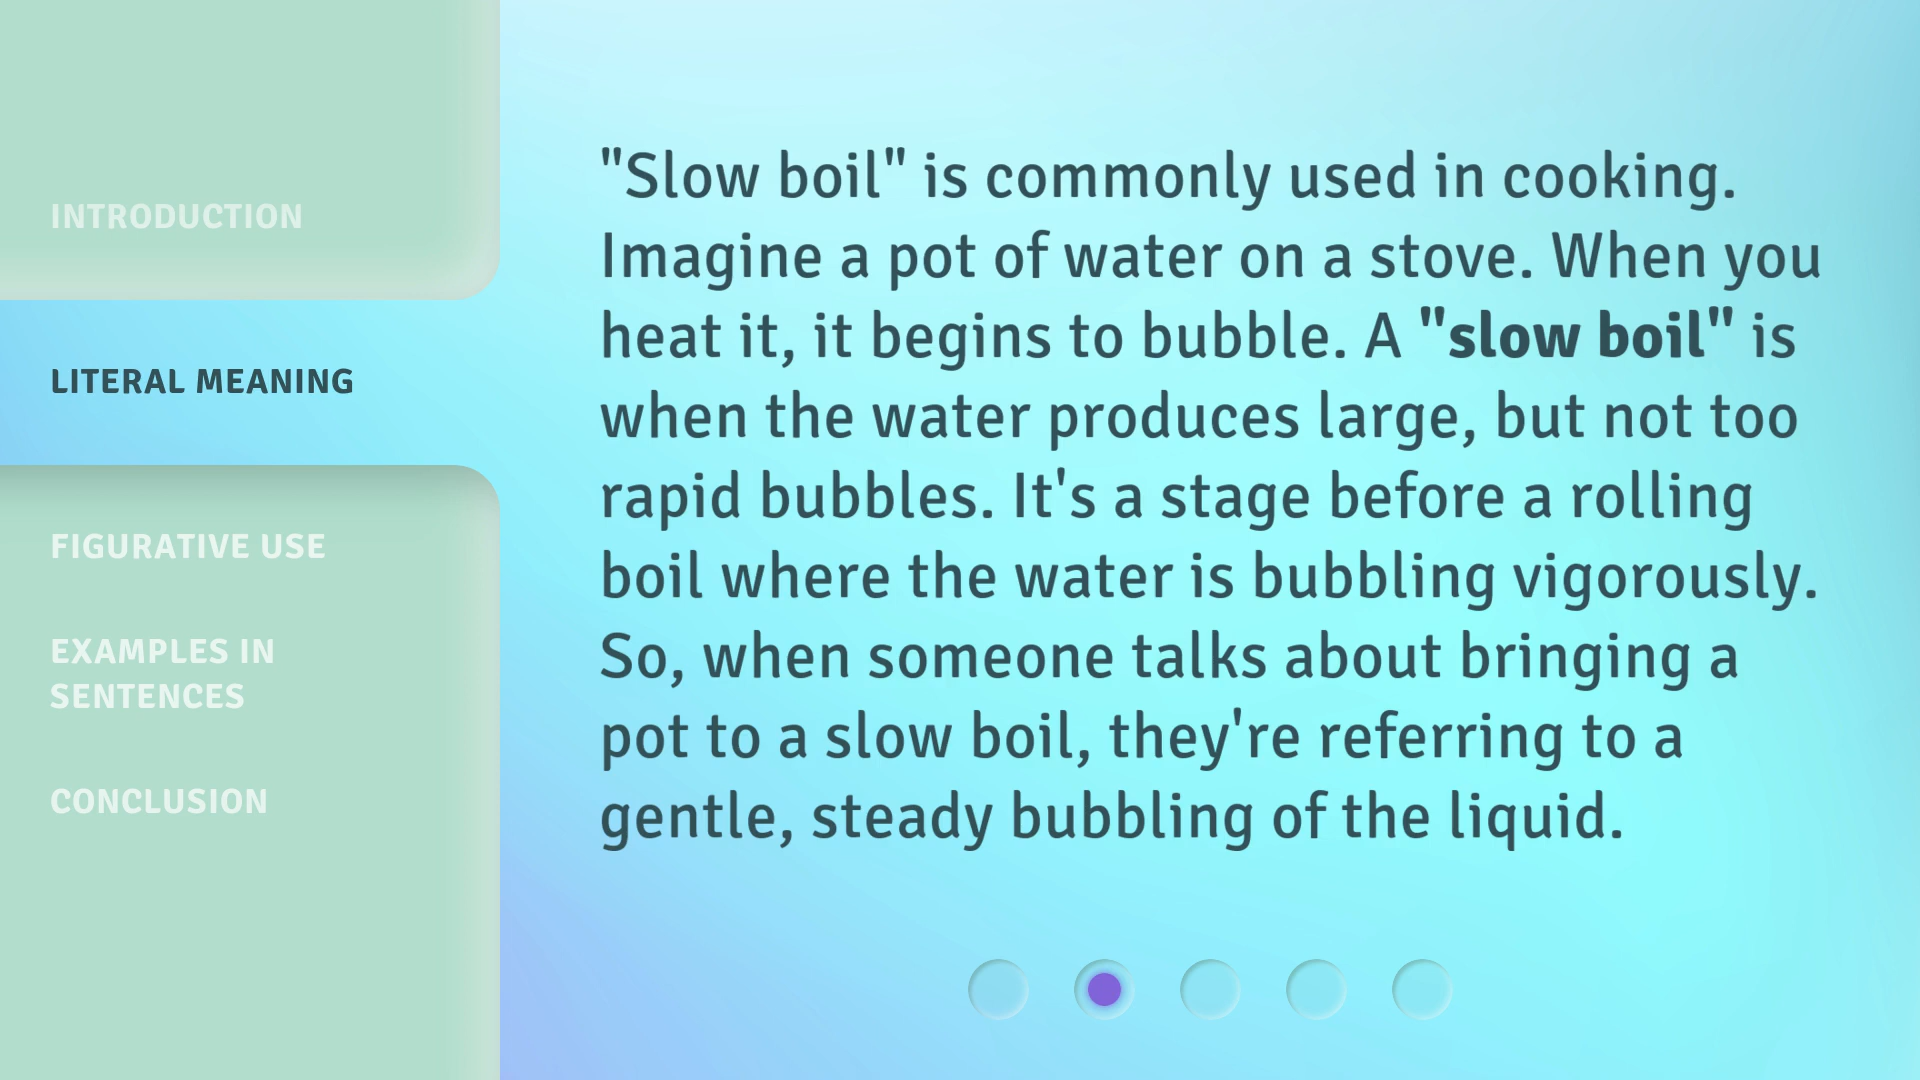 INTRODUCTION
LITERAL MEANING
FIGURATIVE USE
EXAMPLES IN
SENTENCES
CONCLUSION
"Slow boil" is commonly used in cooking.
Imagine a pot of water on a stove. When you
heat it, it begins to bubble. A "slow boil" is
when the water produces large, but not too
rapid bubbles. It's a stage before a rolling
boil where the water is bubbling vigorously.
So, when someone talks about bringing a
pot to a slow boil, they're referring to a
gentle, steady bubbling of the liquid.